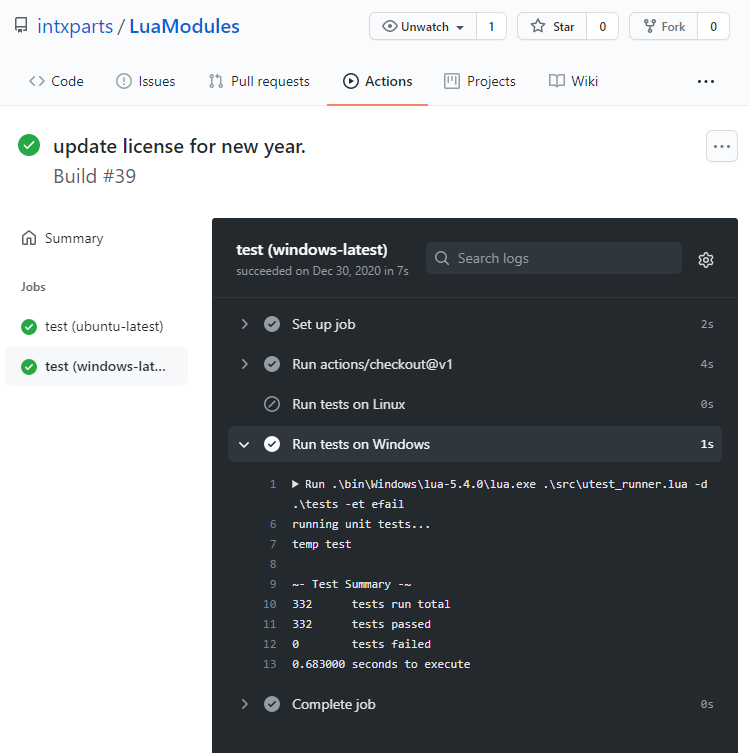 intxparts / LuaModules
Unwatch 1
Star 0
Fork 0
Code
Issues
Pull requests
Actions
Projects
Wiki
...
update license for new year.
Build #39
...
Summary
Jobs
test (ubuntu-latest)
test (windows-lat...
test (windows-latest)
succeeded on Dec 30, 2020 in 7s
Search logs
Set up job 2s
Run actions/checkout@v1 4s
Run tests on Linux 0s
Run tests on Windows 1s
1 Run .\bin\Windows\lua-5.4.0\lua.exe .\src\utest_runner.lua -d
.\tests -et efail
6 running unit tests...
7 temp test
8
9 ~- Test Summary -~
10 332 tests run total
11 332 tests passed
12 0 tests failed
13 0.683000 seconds to execute
Complete job 0s